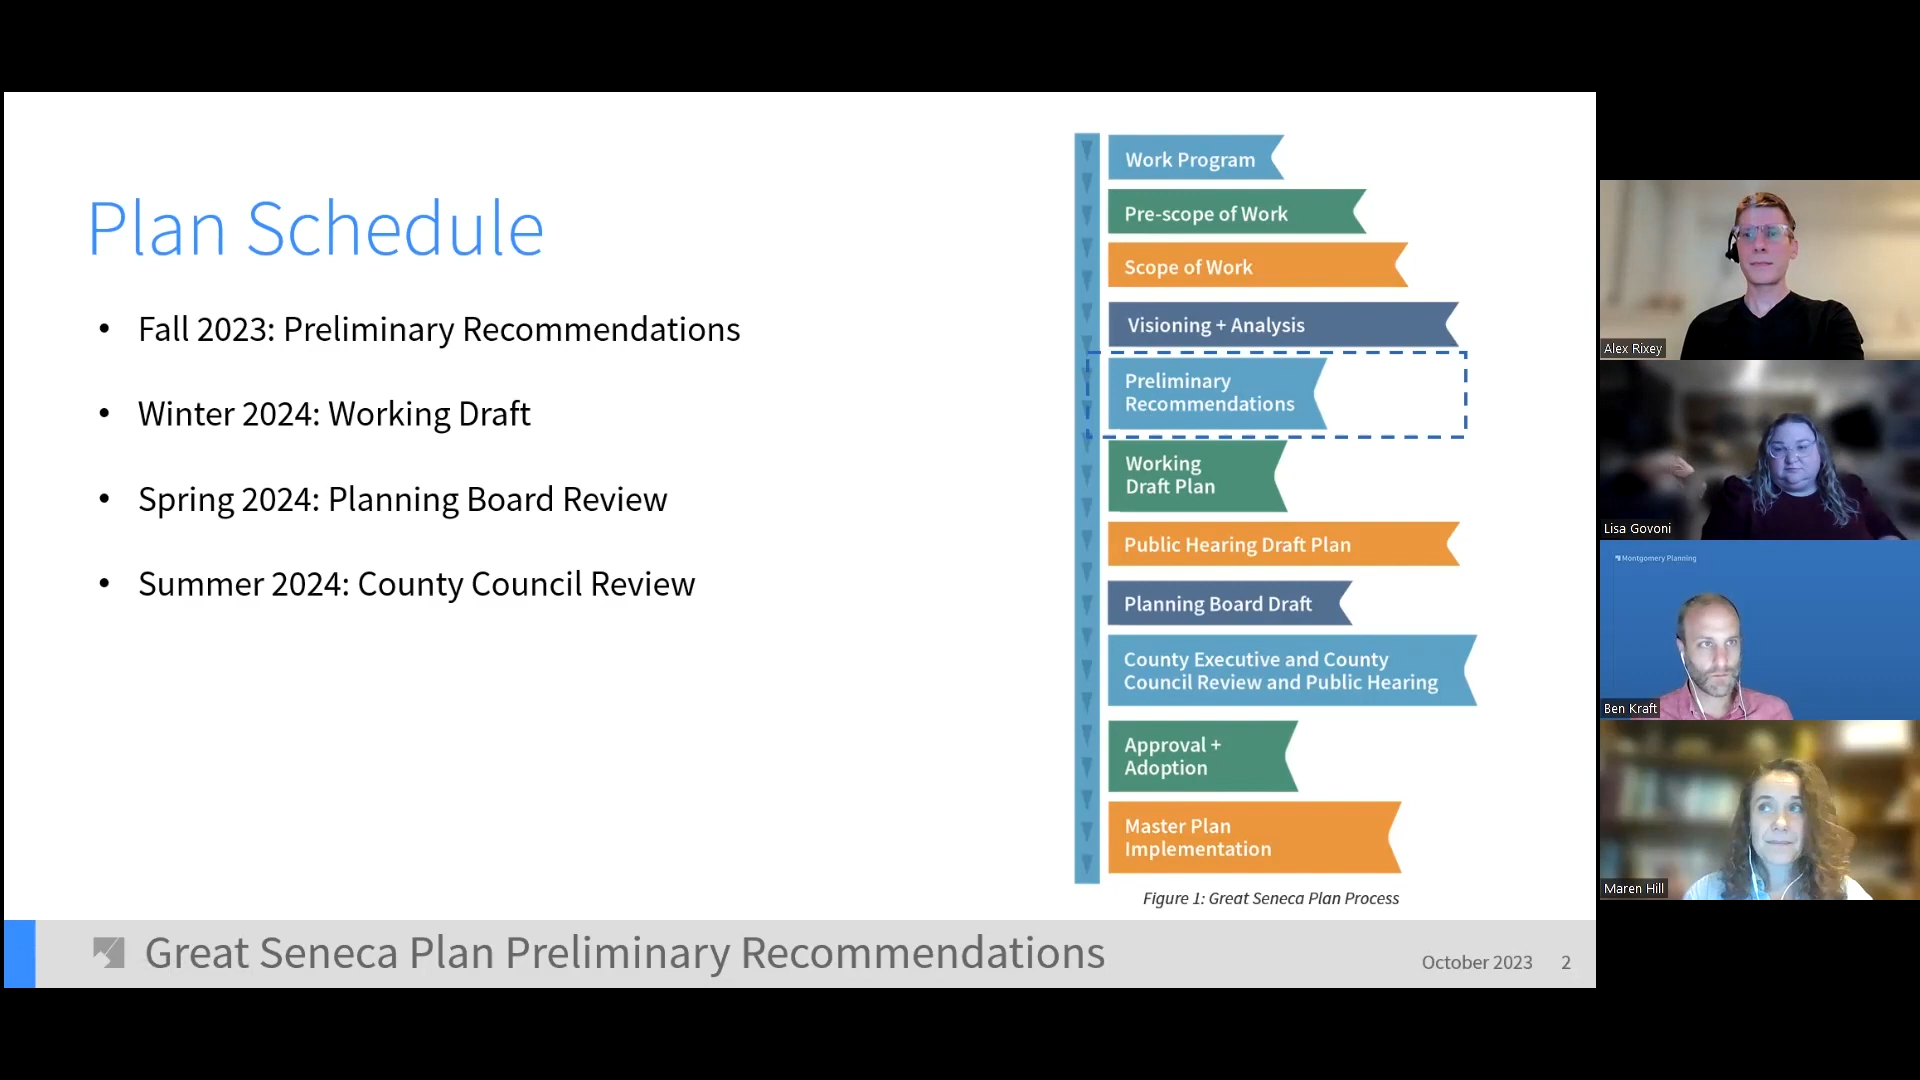 Plan Schedule
• Fall 2023: Preliminary Recommendations
• Winter 2024: Working Draft
• Spring 2024: Planning Board Review
• Summer 2024: County Council Review
Work Program
Pre-scope of Work
Scope of Work
Visioning + Analysis
Preliminary
Recommendations
Working
Draft Plan
Public Hearing Draft Plan
Planning Board Draft
County Executive and County
Council Review and Public Hearing
Approval +
Adoption
Master Plan
Implementation
Figure 1: Great Seneca Plan Process
Great Seneca Plan Preliminary Recommendations
October 2023 2
Alex Rixey
Lisa Govoni
Montgomery Planning
Ben Kraft
Maren Hill